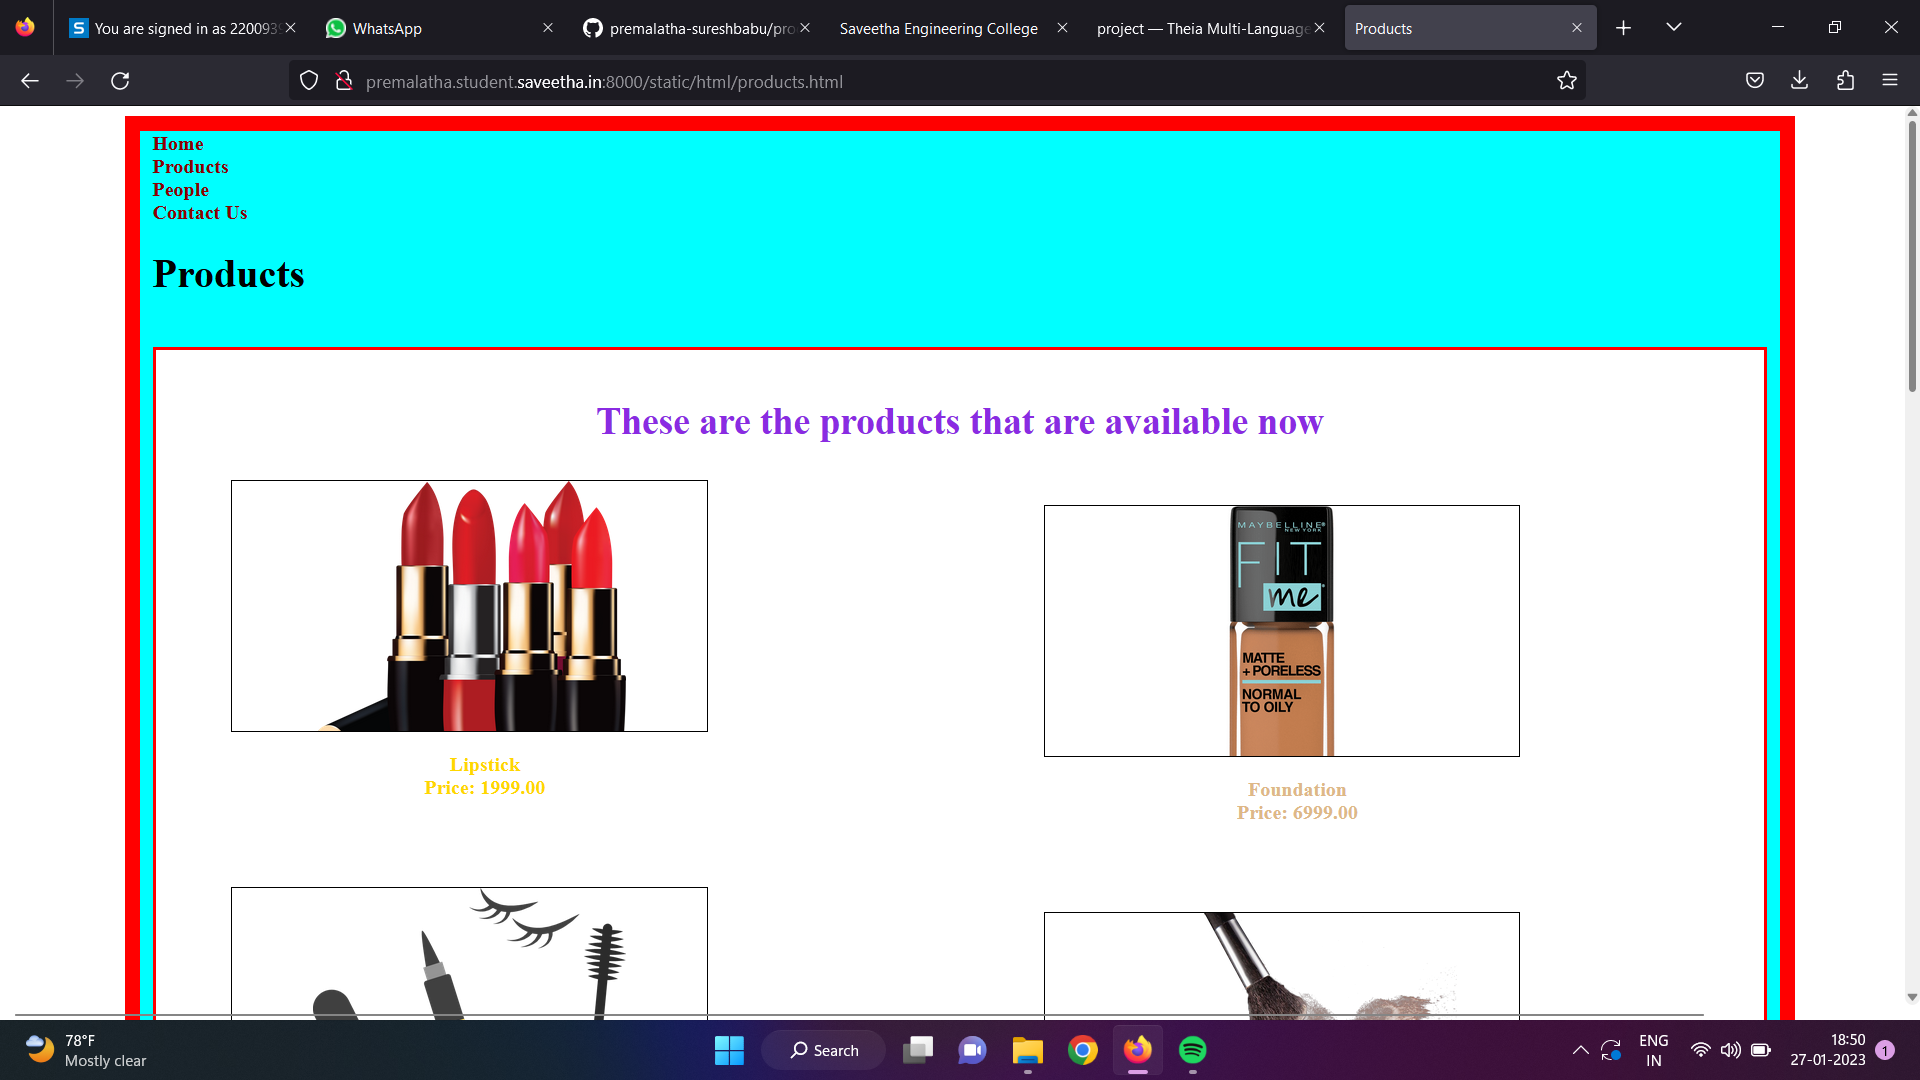 You are signed in as 220093
WhatsApp
premalatha-sureshbabu/pro
Saveetha Engineering College
project — Theia Multi-Language
Products
premalatha.student.saveetha.in:8000/static/html/products.html
Home
Products
People
Contact Us
Products
These are the products that are available now
MAYBELLINE®
NEW YORK
FIT
me
MATTE
+ PORELESS
NORMAL
TO OILY
Lipstick
Price: 1999.00
Foundation
Price: 6999.00
78°F
Mostly clear
Search
ENG
IN
18:50
27-01-2023
1